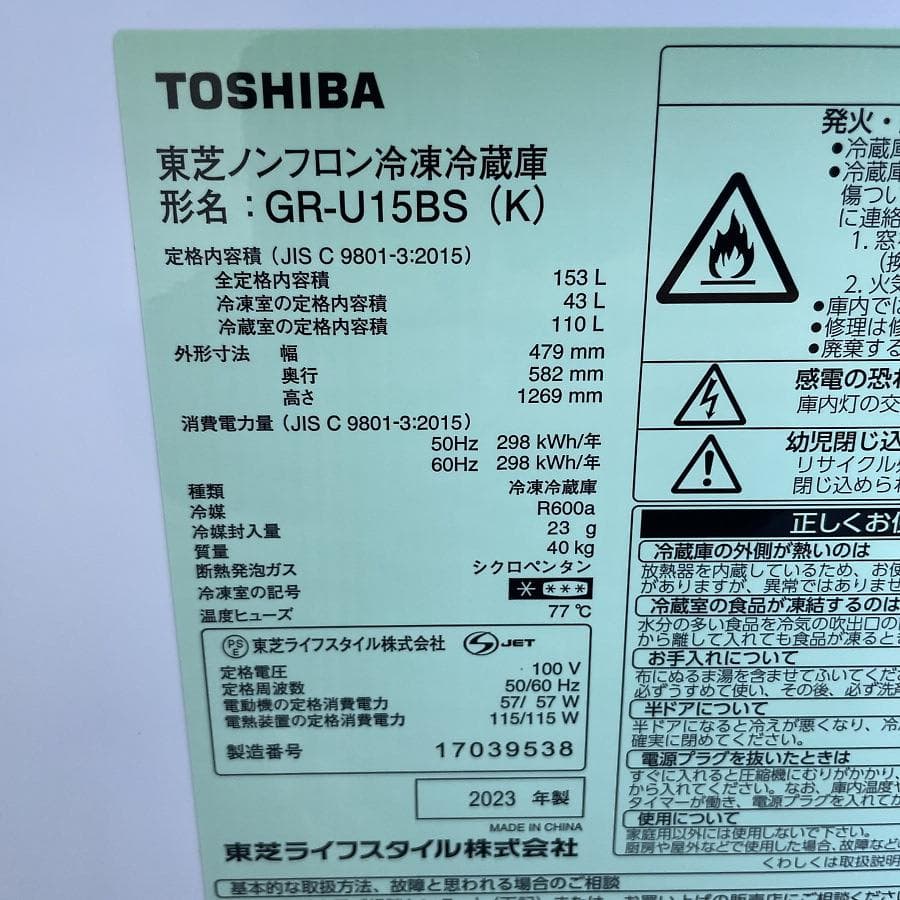 TOSHIBA
東芝ノンフロン冷凍冷蔵庫
形名：GR-U15BS（K）
定格内容積（JIS C 9801-3:2015）
全定格内容積 153 L
冷凍室の定格内容積 43 L
冷蔵室の定格内容積 110 L
外形寸法 幅 479 mm
奥行 582 mm
高さ 1269 mm
消費電力量（JIS C 9801-3:2015）
50Hz 298 kWh/年
60Hz 298 kWh/年
種類 冷凍冷蔵庫
冷媒 R600a
冷媒封入量 23 g
質量 40 kg
断熱発泡ガス シクロペンタン
冷凍室の記号 * ***
温度ヒューズ 77 ℃
PSE 東芝ライフスタイル株式会社 JET
定格電圧 100 V
定格周波数 50/60 Hz
電動機の定格消費電力 57/ 57 W
電熱装置の定格消費電力 115/115 W
製造番号 17039538
2023 年製
MADE IN CHINA
東芝ライフスタイル株式会社
基本的な取扱方法、故障と思われる場合のご相談
発火・
●冷蔵庫
●冷蔵庫
傷つい
に連絡
1. 窓を
(換
2. 火気
●庫内では
●修理は修
●廃棄する
感電の恐れ
庫内灯の交
幼児閉じ込
リサイクル
閉じ込められ
正しくお使
冷蔵庫の外側が熱いのは
放熱器を内蔵しているため、お使
がありますが、異常ではありませ
冷蔵室の食品が凍結するのは
水分の多い食品を冷気の吹出口の
から離して入れても食品が凍るとき
お手入れについて
布にぬるま湯を含ませてふいてくださ
必ずうすめて使い、その後、必ず洗剤
半ドアについて
半ドアになると冷えが悪くなり、冷
確実に閉めてください。
電源プラグを抜いたときは
すぐに入れると圧縮機にむりがかかり、
から入れてください。なお、庫内温度や
タイマーが働き、電源プラグを入れてか
使用について
家庭用以外には使用しないで下さい。
厨房や屋外などで使用した場合、故障など
くわしくは取扱説明